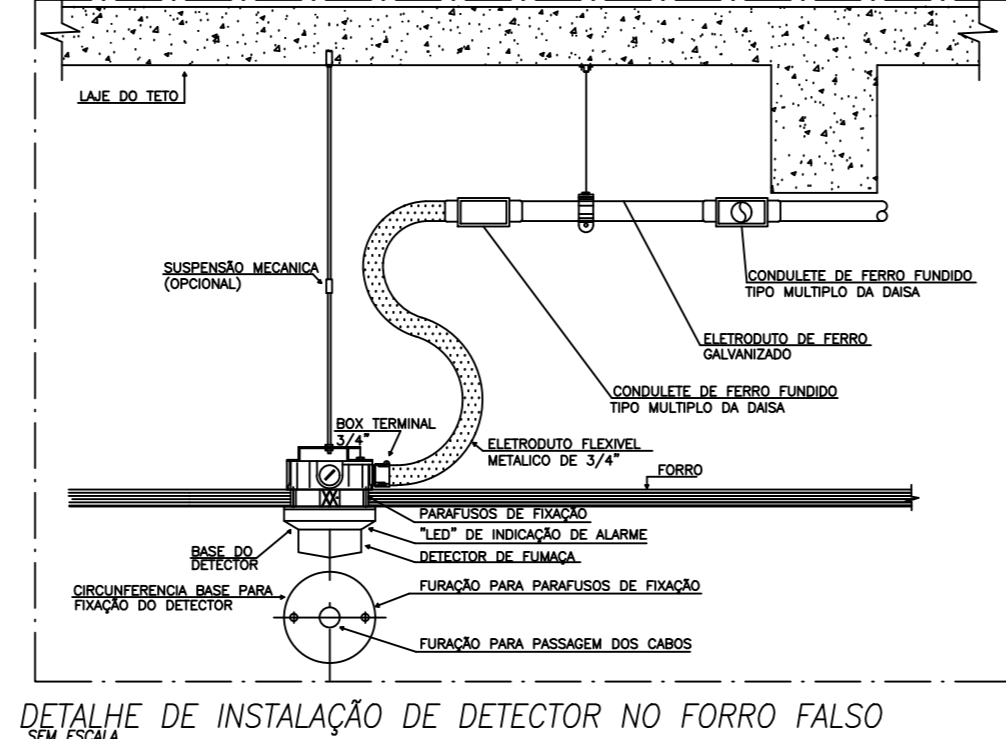 LAJE DO TETO
SUSPENSÃO MECANICA
(OPCIONAL)
CONDULETE DE FERRO FUNDIDO
TIPO MULTIPLO DA DAISA
ELETRODUTO DE FERRO
GALVANIZADO
CONDULETE DE FERRO FUNDIDO
TIPO MULTIPLO DA DAISA
BOX TERMINAL
3/4"
ELETRODUTO FLEXIVEL
METALICO DE 3/4"
FORRO
PARAFUSOS DE FIXAÇÃO
"LED" DE INDICAÇÃO DE ALARME
BASE DO
DETECTOR
DETECTOR DE FUMAÇA
CIRCUNFERENCIA BASE PARA
FIXAÇÃO DO DETECTOR
FURAÇÃO PARA PARAFUSOS DE FIXAÇÃO
FURAÇÃO PARA PASSAGEM DOS CABOS
DETALHE DE INSTALAÇÃO DE DETECTOR NO FORRO FALSO
SEM ESCALA